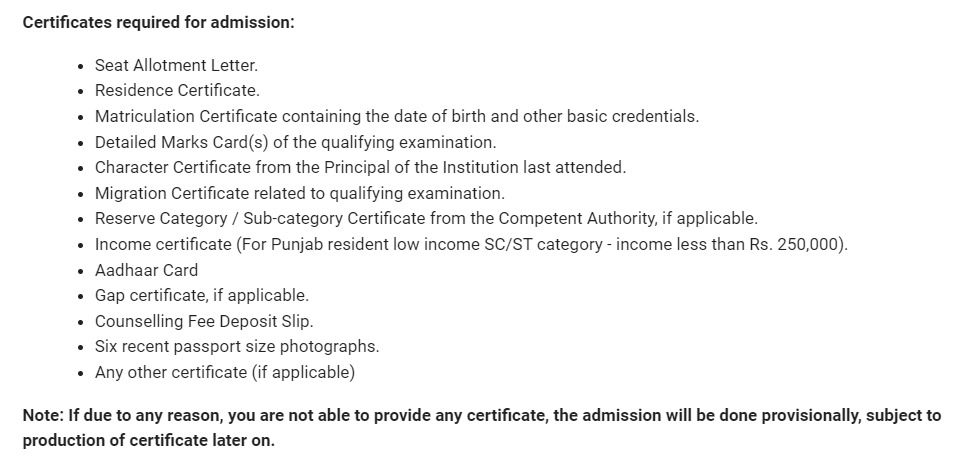 Certificates required for admission:
• Seat Allotment Letter.
• Residence Certificate.
• Matriculation Certificate containing the date of birth and other basic credentials.
• Detailed Marks Card(s) of the qualifying examination.
• Character Certificate from the Principal of the Institution last attended.
• Migration Certificate related to qualifying examination.
• Reserve Category / Sub-category Certificate from the Competent Authority, if applicable.
• Income certificate (For Punjab resident low income SC/ST category - income less than Rs. 250,000).
• Aadhaar Card
• Gap certificate, if applicable.
• Counselling Fee Deposit Slip.
• Six recent passport size photographs.
• Any other certificate (if applicable)
Note: If due to any reason, you are not able to provide any certificate, the admission will be done provisionally, subject to
production of certificate later on.